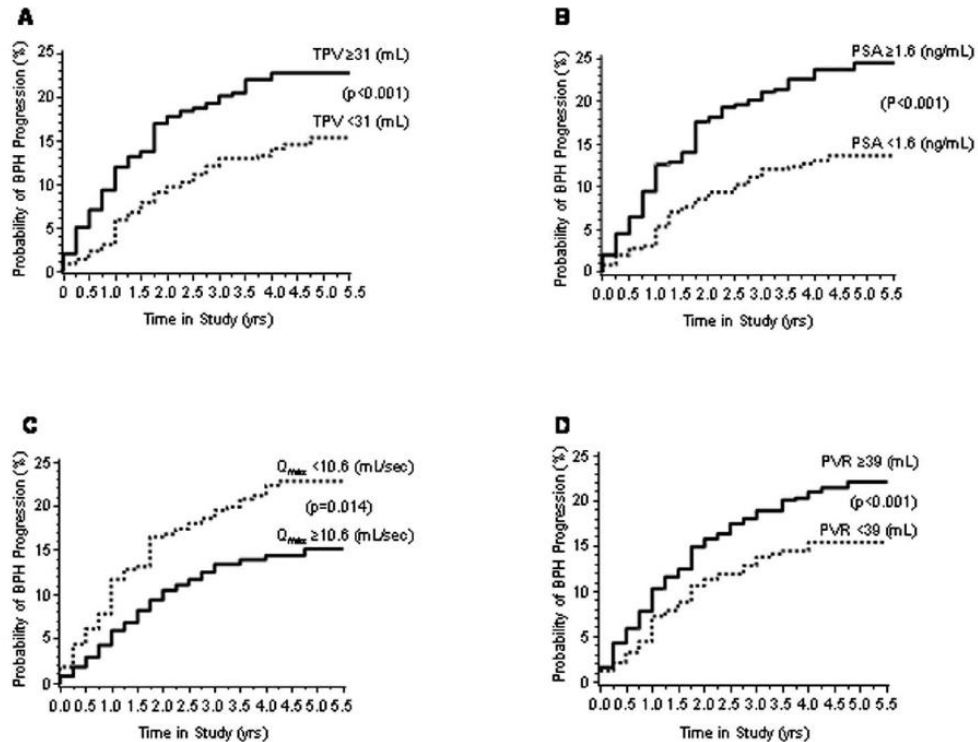 A
Probability of BPH Progression (%)
25
20
15
10
5
0
TPV ≥31 (mL)
(p<0.001)
TPV <31 (mL)
0 0.5 1.0 1.5 2.0 2.5 3.0 3.5 4.0 4.5 5.0 5.5
Time in Study (yrs)
B
Probability of BPH Progression (%)
25
20
15
10
5
0
PSA ≥1.6 (ng/mL)
(P<0.001)
PSA <1.6 (ng/mL)
0.0 0.5 1.0 1.5 2.0 2.5 3.0 3.5 4.0 4.5 5.0 5.5
Time in Study (yrs)
C
Probability of BPH Progression (%)
25
20
15
10
5
0
Qmax <10.6 (mL/sec)
(p=0.014)
Qmax ≥10.6 (mL/sec)
0.0 0.5 1.0 1.5 2.0 2.5 3.0 3.5 4.0 4.5 5.0 5.5
Time in Study (yrs)
D
Probability of BPH Progression (%)
25
20
15
10
5
0
PVR ≥39 (mL)
(p<0.001)
PVR <39 (mL)
0.0 0.5 1.0 1.5 2.0 2.5 3.0 3.5 4.0 4.5 5.0 5.5
Time in Study (yrs)